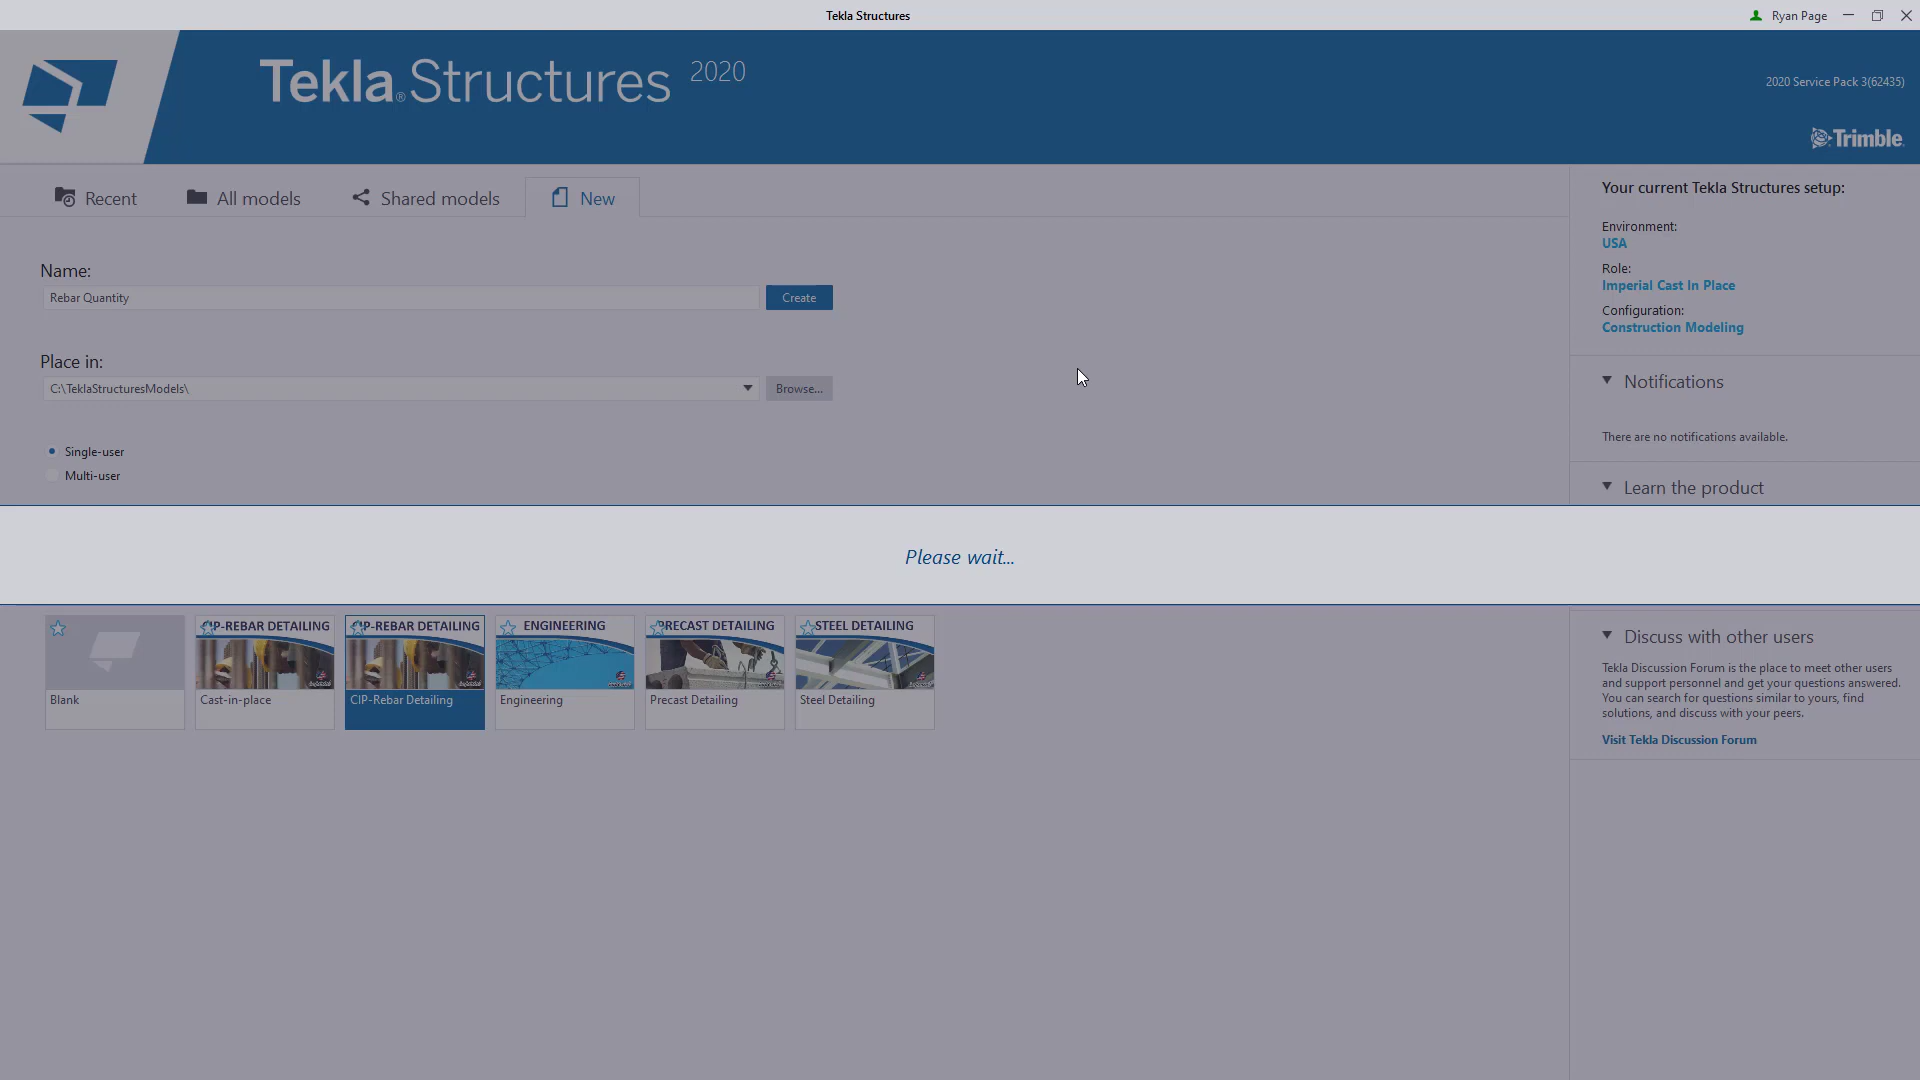 Tekla Structures
Ryan Page
Tekla® Structures 2020
2020 Service Pack 3(62435)
Trimble
Recent
All models
Shared models
New
Name:
Rebar Quantity
Create
Place in:
C:\TeklaStructuresModels\
Browse...
Single-user
Multi-user
Your current Tekla Structures setup:
Environment:
USA
Role:
Imperial Cast In Place
Configuration:
Construction Modeling
Notifications
There are no notifications available.
Learn the product
Please wait...
CIP-REBAR DETAILING
CIP-REBAR DETAILING
ENGINEERING
PRECAST DETAILING
STEEL DETAILING
Blank
Cast-in-place
CIP-Rebar Detailing
Engineering
Precast Detailing
Steel Detailing
Discuss with other users
Tekla Discussion Forum is the place to meet other users
and support personnel and get your questions answered.
You can search for questions similar to yours, find
solutions, and discuss with your peers.
Visit Tekla Discussion Forum